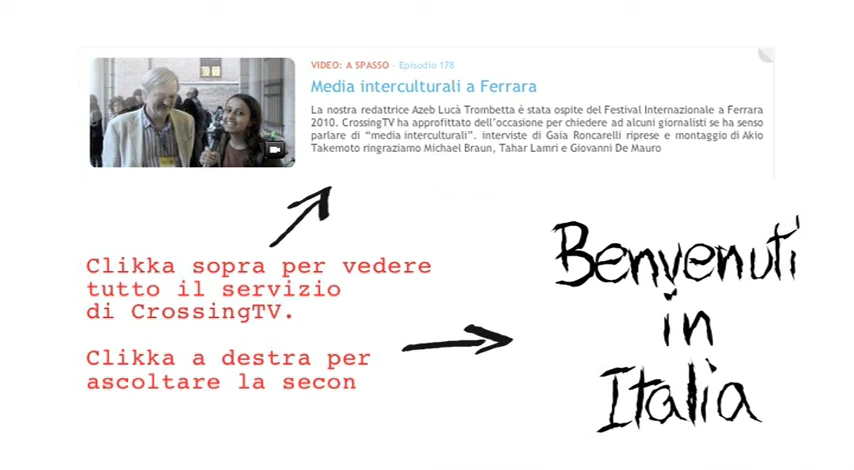 VIDEO: A SPASSO - Episodio 178
Media interculturali a Ferrara
La nostra redattrice Azeb Lucà Trombetta è stata ospite del Festival Internazionale a Ferrara
2010. CrossingTV ha approfittato dell'occasione per chiedere ad alcuni giornalisti se ha senso
parlare di "media interculturali". interviste di Gaia Roncarelli riprese e montaggio di Akio
Takemoto ringraziamo Michael Braun, Tahar Lamri e Giovanni De Mauro
Clikka sopra per vedere
tutto il servizio
di CrossingTV.
Clikka a destra per
ascoltare la secon
Benvenuti
in
Italia